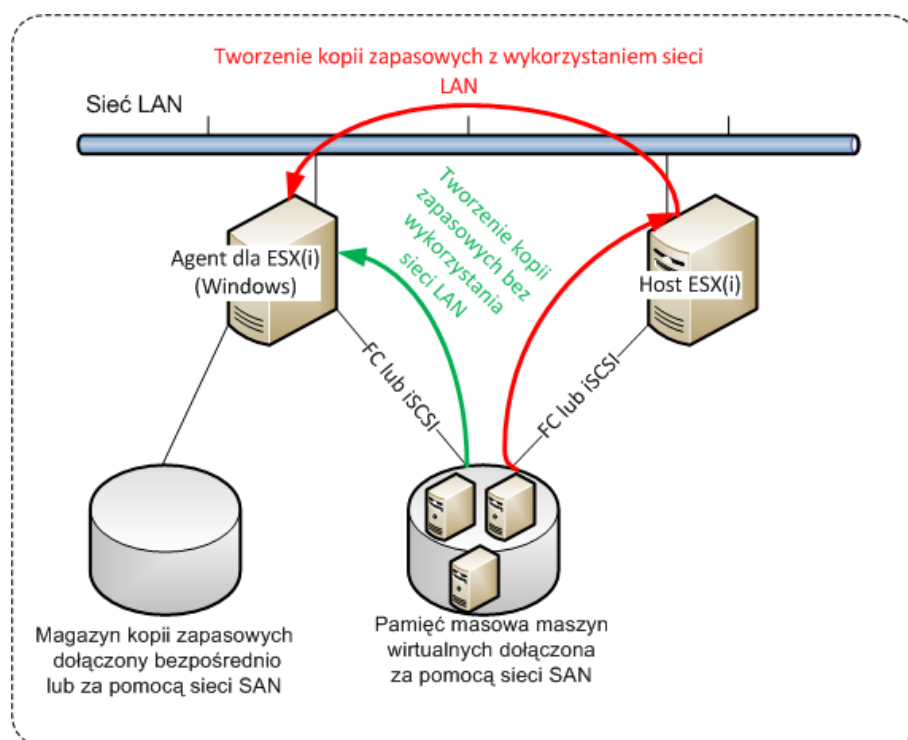 Tworzenie kopii zapasowych z wykorzystaniem sieci
LAN
Sieć LAN
Tworzenie kopii
zapasowych bez
wykorzystania
sieci LAN
Agent dla ESX(i)
(Windows)
Host ESX(i)
FC lub iSCSI
FC lub iSCSI
Magazyn kopii zapasowych
dołączony bezpośrednio
lub za pomocą sieci SAN
Pamięć masowa maszyn
wirtualnych dołączona
za pomocą sieci SAN